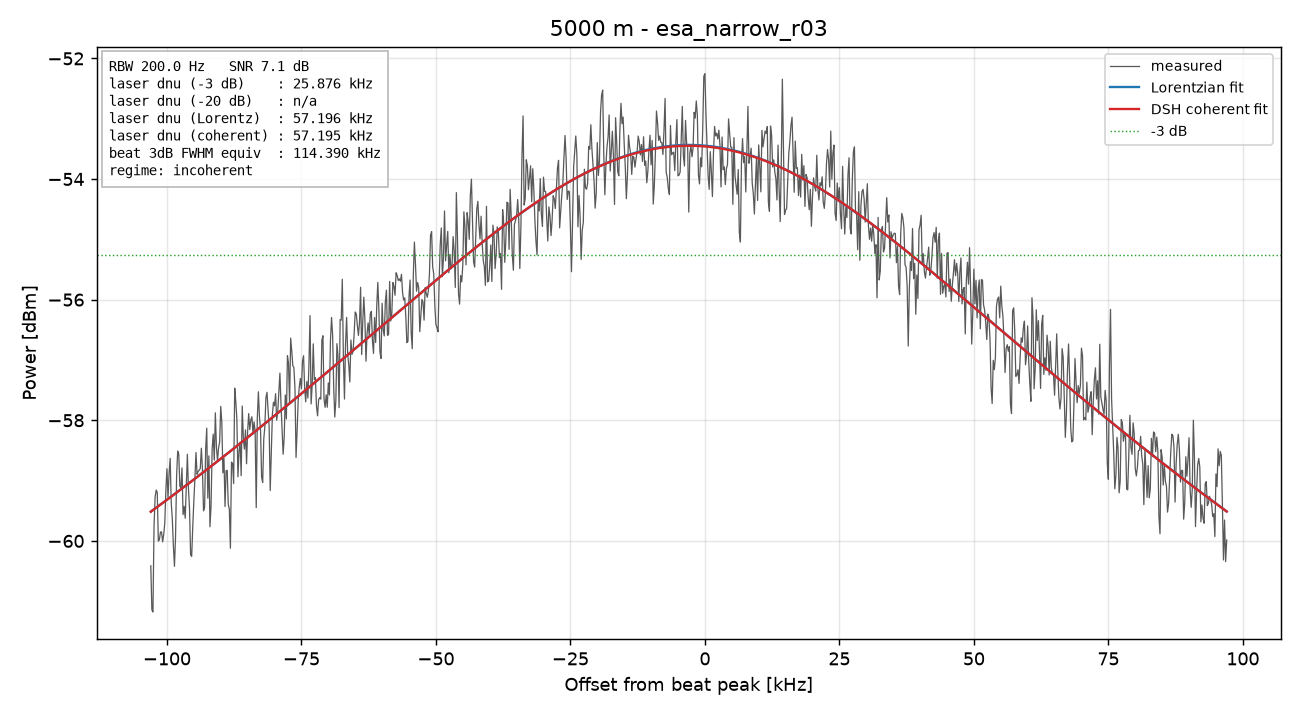 5000 m - esa_narrow_r03
RBW 200.0 Hz   SNR 7.1 dB
laser dnu (-3 dB)    : 25.876 kHz
laser dnu (-20 dB)   : n/a
laser dnu (Lorentz)  : 57.196 kHz
laser dnu (coherent) : 57.195 kHz
beat 3dB FWHM equiv  : 114.390 kHz
regime: incoherent
measured
Lorentzian fit
DSH coherent fit
-3 dB
Power [dBm]
−52
−54
−56
−58
−60
−100 −75 −50 −25 0 25 50 75 100
Offset from beat peak [kHz]